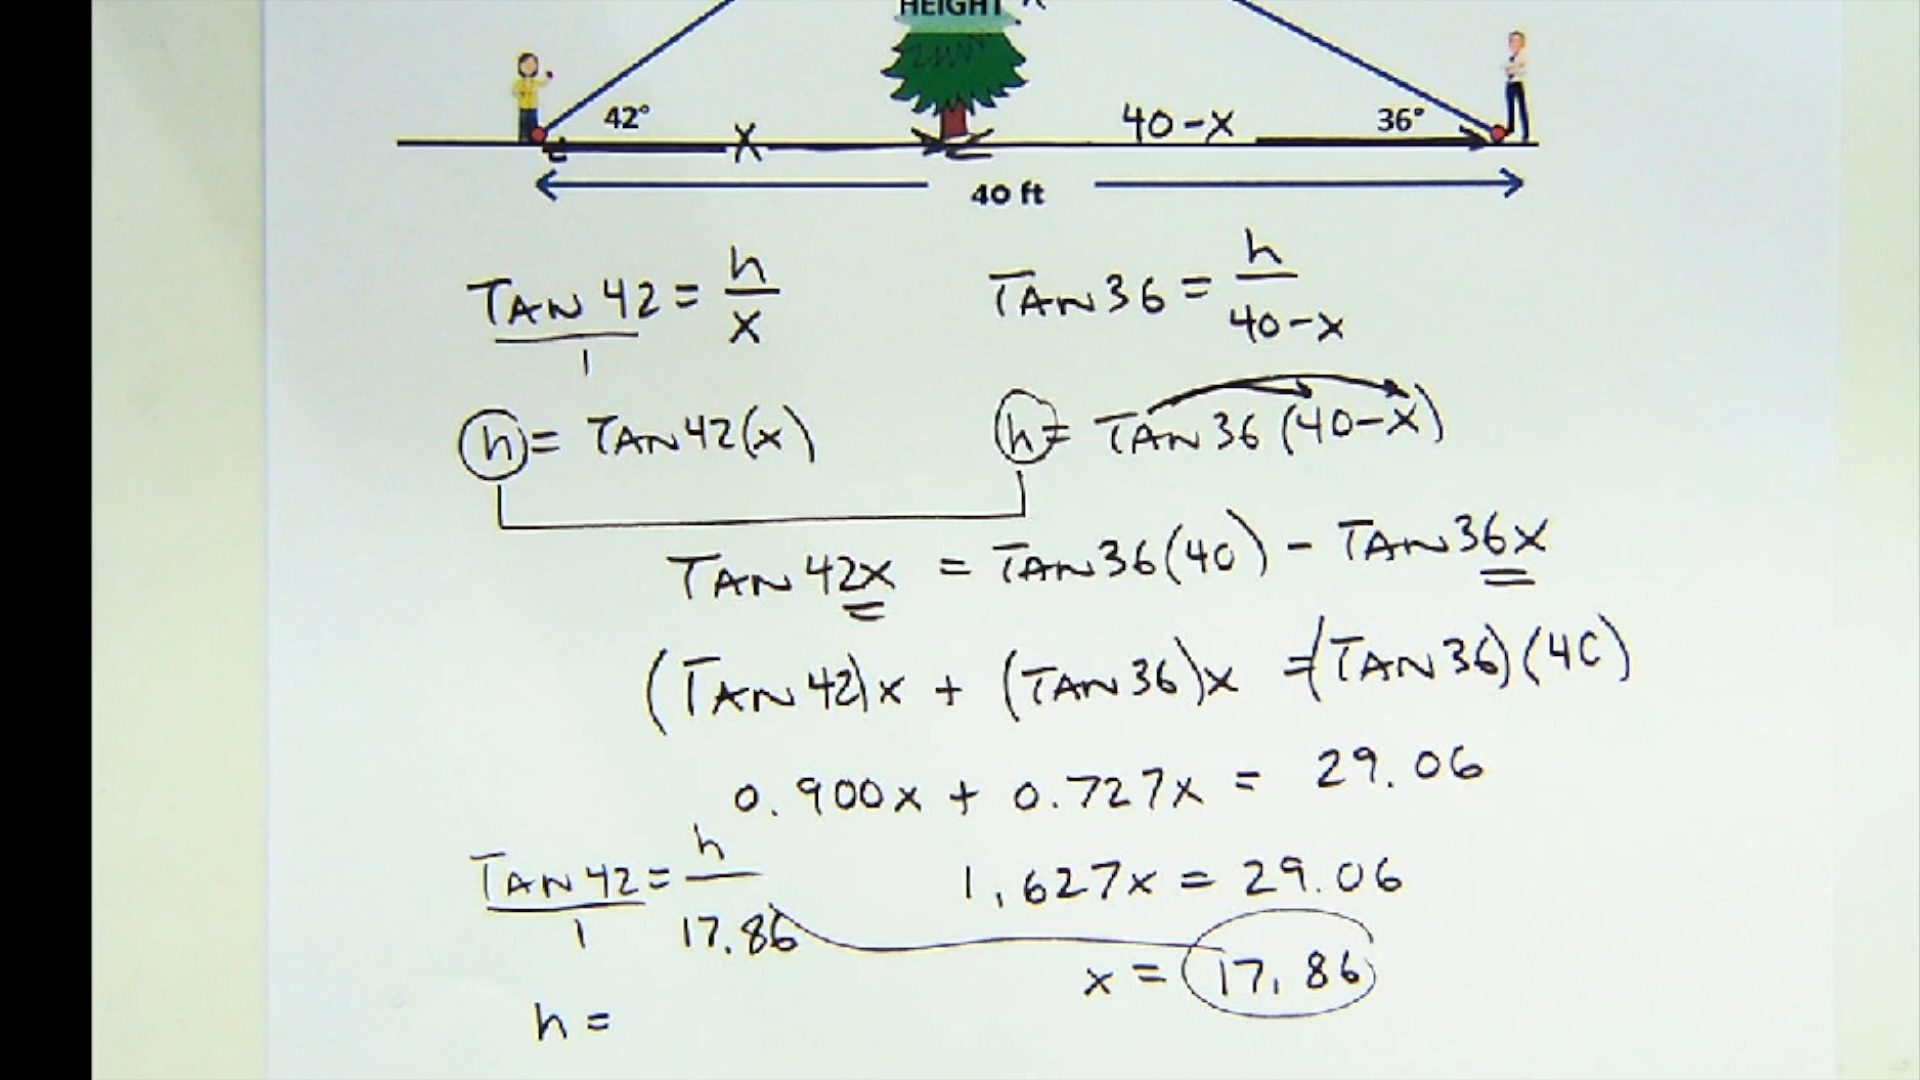 HEIGHT
42° X 40-X 36°
40 ft
TAN 42 = h/x TAN 36 = h/40-x
1
h = TAN 42(x) h = TAN 36 (40-x)
TAN 42x = TAN 36(40) - TAN 36x
(TAN 42)x + (TAN 36)x = (TAN 36)(40)
0.900x + 0.727x = 29.06
TAN 42 = h/17.86 1.627x = 29.06
1
x = 17.86
h =